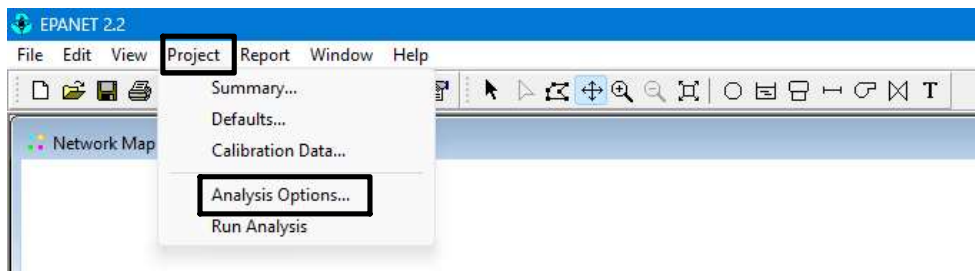 EPANET 2.2
File Edit View Project Report Window Help
T
Network Map
Summary...
Defaults...
Calibration Data...
Analysis Options...
Run Analysis